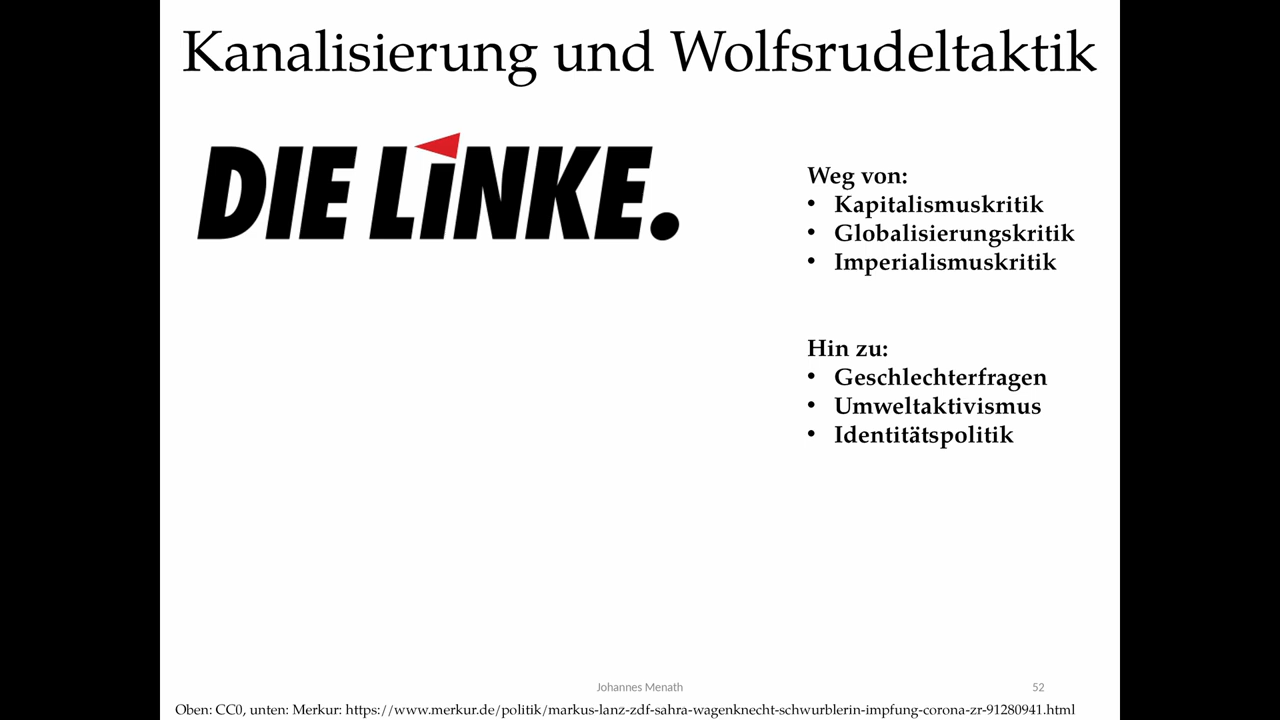 Kanalisierung und Wolfsrudeltaktik
DIE LiNKE.
Weg von:
• Kapitalismuskritik
• Globalisierungskritik
• Imperialismuskritik
Hin zu:
• Geschlechterfragen
• Umweltaktivismus
• Identitätspolitik
Johannes Menath
52
Oben: CC0, unten: Merkur: https://www.merkur.de/politik/markus-lanz-zdf-sahra-wagenknecht-schwurblerin-impfung-corona-zr-91280941.html